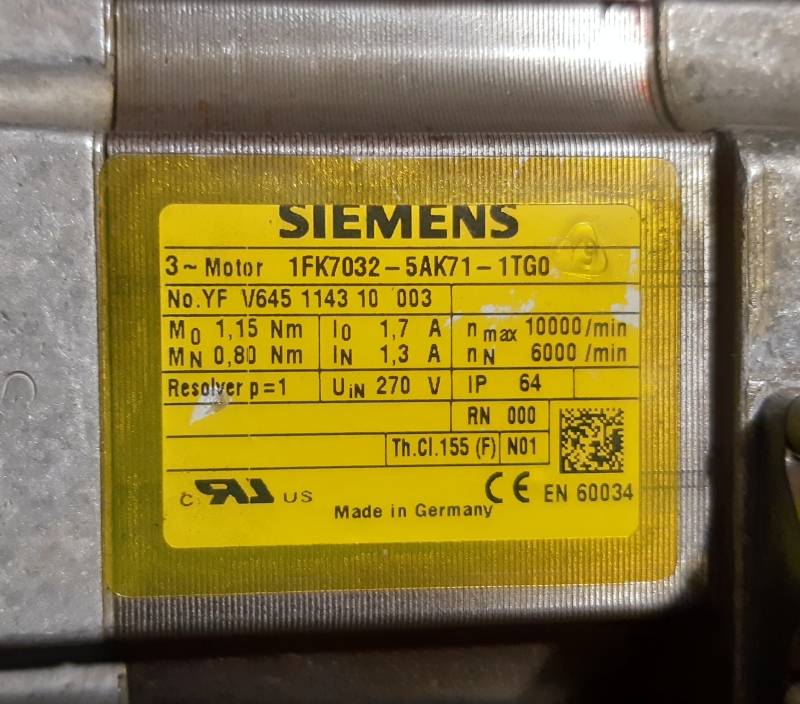 SIEMENS
3~Motor 1FK7032-5AK71-1TG0
No.YF V645 1143 10 003
M0 1,15 Nm I0 1,7 A nmax 10000/min
MN 0,80 Nm IN 1,3 A nN 6000/min
Resolver p=1 UiN 270 V IP 64
RN 000
Th.Cl.155 (F) N01
C US CE EN 60034
Made in Germany